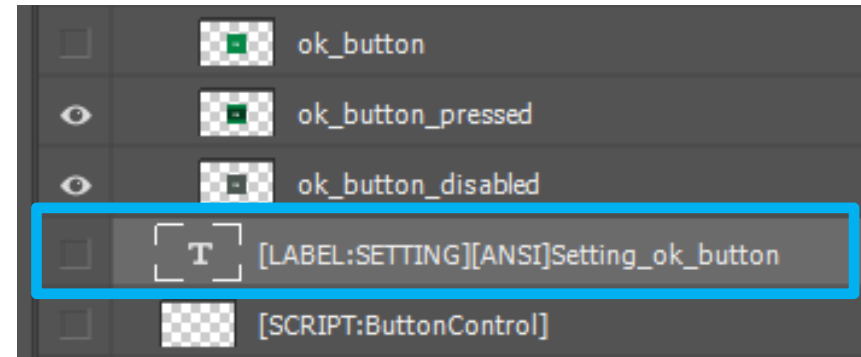 ok_button
ok_button_pressed
ok_button_disabled
T [LABEL:SETTING][ANSI]Setting_ok_button
[SCRIPT:ButtonControl]